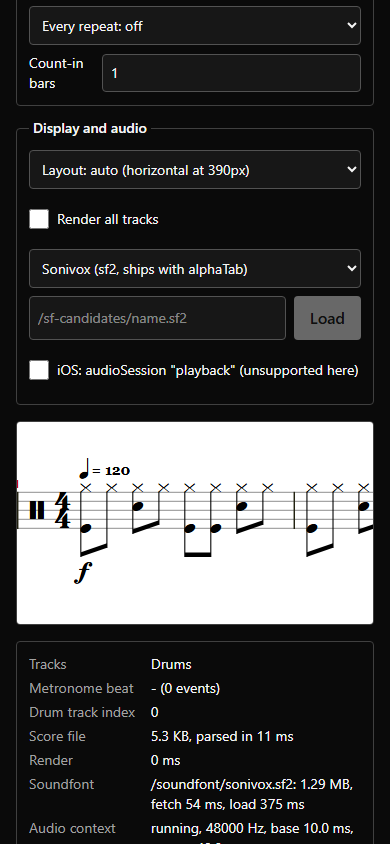 Every repeat: off
Count-in
bars
1
Display and audio
Layout: auto (horizontal at 390px)
Render all tracks
Sonivox (sf2, ships with alphaTab)
/sf-candidates/name.sf2
Load
iOS: audioSession "playback" (unsupported here)
= 120
4
4
f
Tracks Drums
Metronome beat - (0 events)
Drum track index 0
Score file 5.3 KB, parsed in 11 ms
Render 0 ms
Soundfont /soundfont/sonivox.sf2: 1.29 MB,
fetch 54 ms, load 375 ms
Audio context running, 48000 Hz, base 10.0 ms,